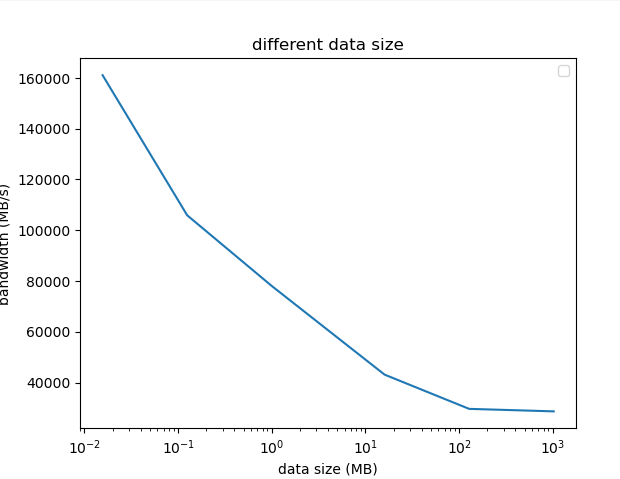 different data size
160000
140000
120000
100000
80000
60000
40000
bandwidth (MB/s)
10⁻² 10⁻¹ 10⁰ 10¹ 10² 10³
data size (MB)